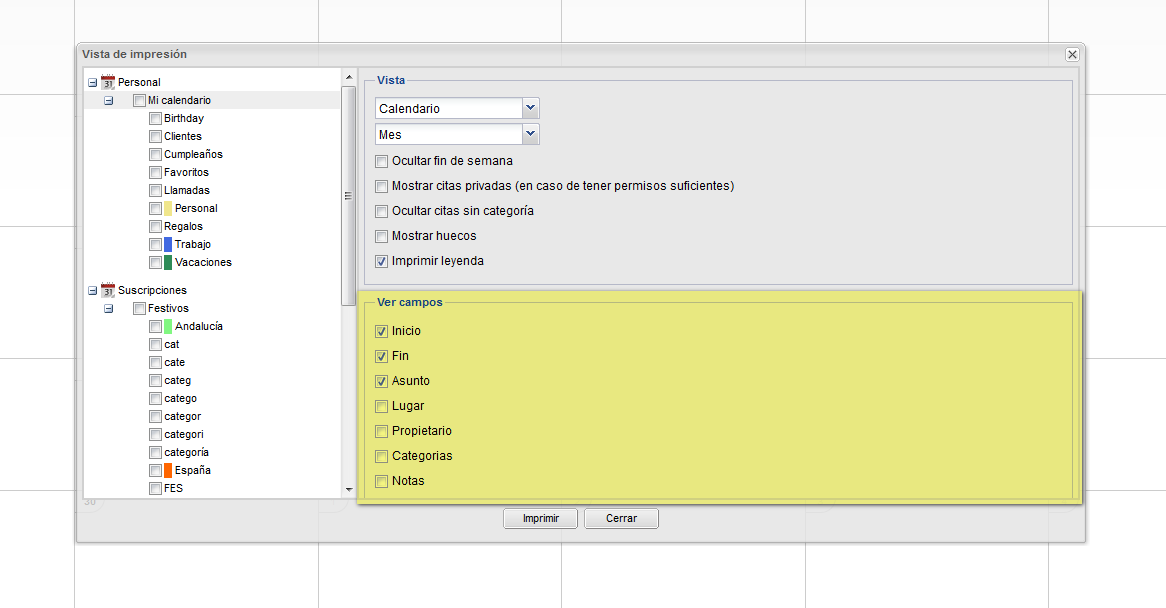 Vista de impresión
31 Personal
Mi calendario
Birthday
Clientes
Cumpleaños
Favoritos
Llamadas
Personal
Regalos
Trabajo
Vacaciones
31 Suscripciones
Festivos
Andalucía
cat
cate
categ
catego
categor
categori
categoría
España
FES
Vista
Calendario
Mes
Ocultar fin de semana
Mostrar citas privadas (en caso de tener permisos suficientes)
Ocultar citas sin categoría
Mostrar huecos
Imprimir leyenda
Ver campos
Inicio
Fin
Asunto
Lugar
Propietario
Categorias
Notas
30
Imprimir
Cerrar